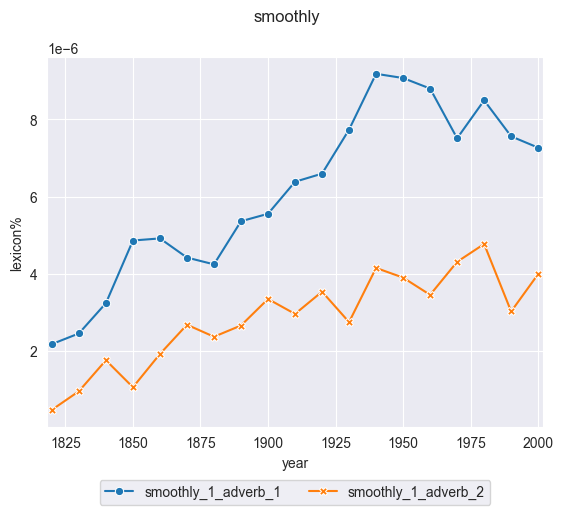 smoothly
1e−6
8
6
4
2
lexicon%
1825 1850 1875 1900 1925 1950 1975 2000
year
smoothly_1_adverb_1 smoothly_1_adverb_2